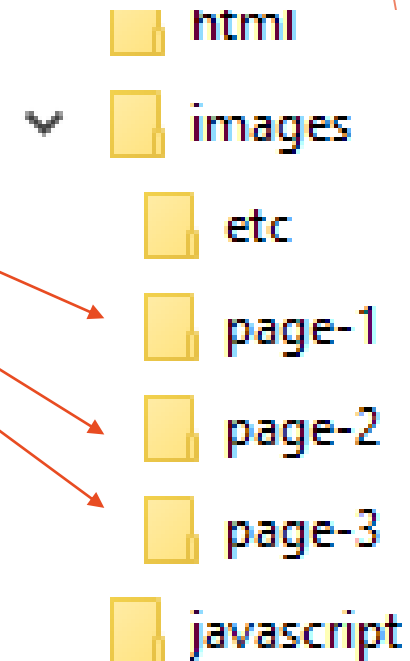 html
images
etc
page-1
page-2
page-3
javascript